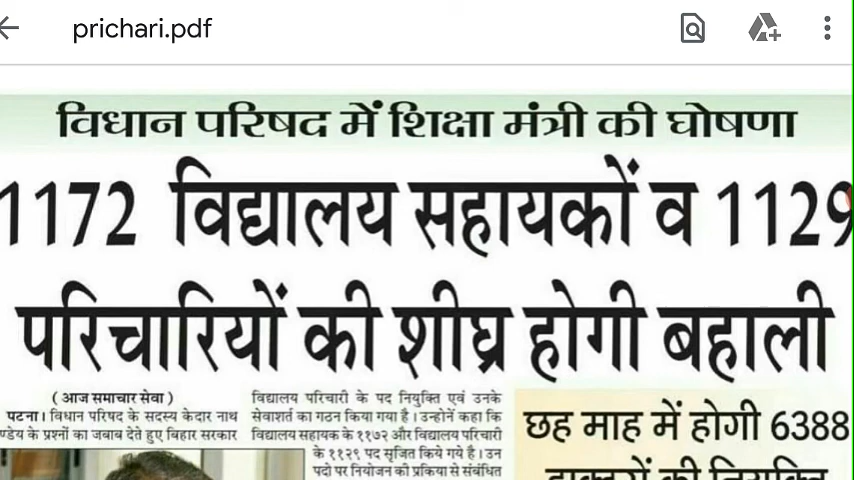 prichari.pdf
विधान परिषद में शिक्षा मंत्री की घोषणा
1172 विद्यालय सहायकों व 1129
परिचारियों की शीघ्र होगी बहाली
( आज समाचार सेवा )
पटना। विधान परिषद के सदस्य केदार नाथ
ण्डेय के प्रश्नों का जबाब देते हुए बिहार सरकार
विद्यालय परिचारी के पद नियुक्ति एवं उनके
सेवाशर्त का गठन किया गया है। उन्होनें कहा कि
विद्यालय सहायक के ११७२ और विद्यालय परिचारी
के ११२९ पद सृजित किये गये है। उन
पदो पर नियोजन की प्रकिया से संबंधित
छह माह में होगी 6388
डाक्टरों की नियुक्ति